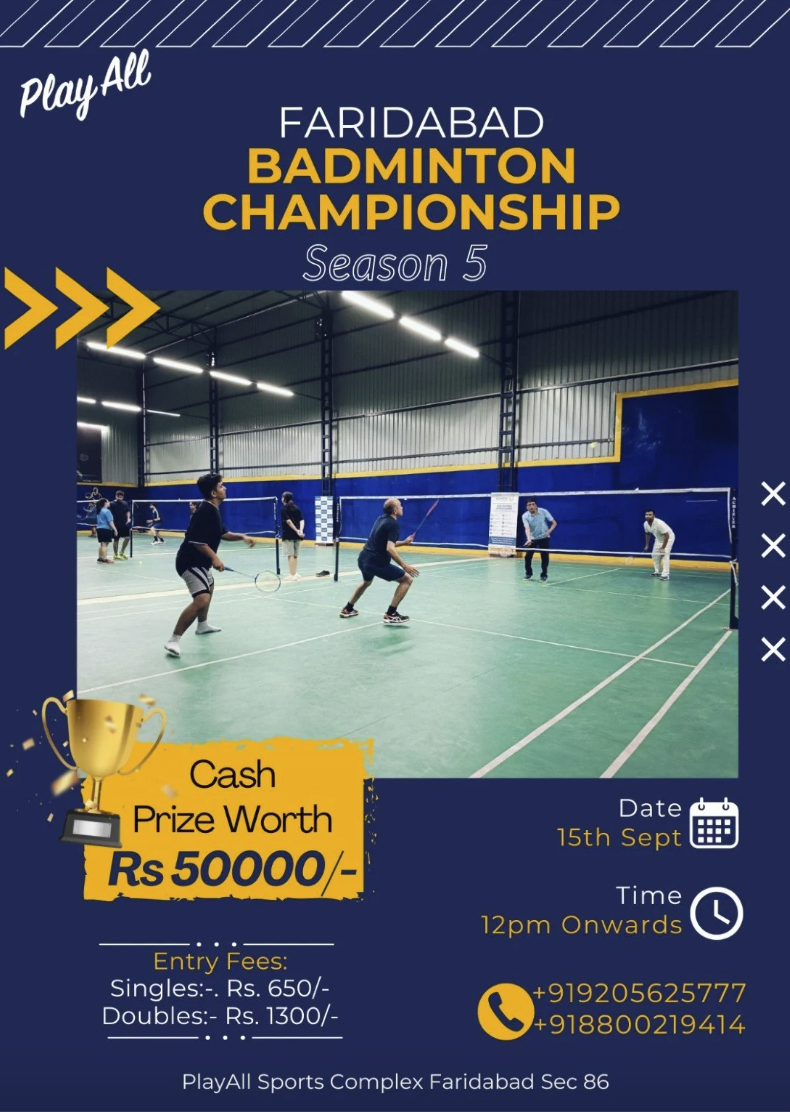 Play All
FARIDABAD
BADMINTON
CHAMPIONSHIP
Season 5
Cash
Prize Worth
Rs 50000/-
Date
15th Sept
Time
12pm Onwards
Entry Fees:
Singles:-. Rs. 650/-
Doubles:- Rs. 1300/-
+919205625777
+918800219414
PlayAll Sports Complex Faridabad Sec 86